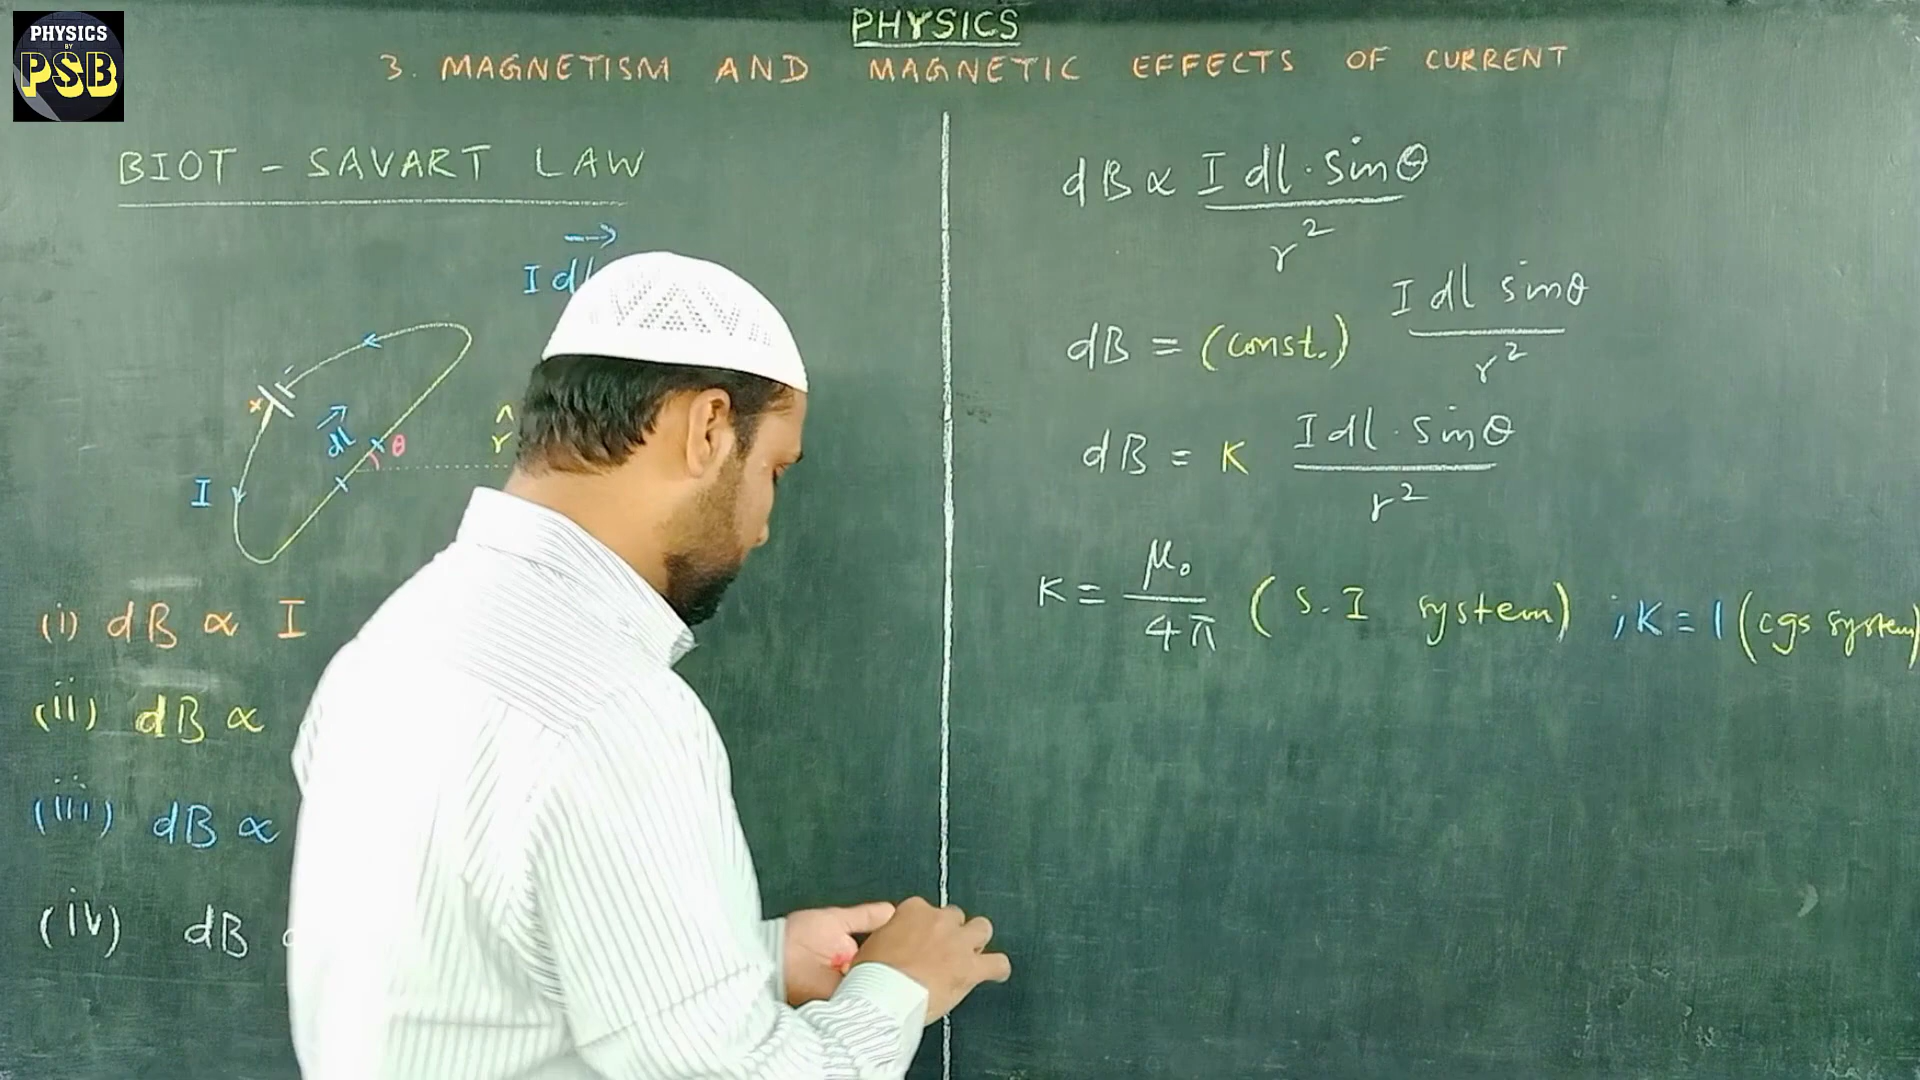 PHYSICS
BY
PSB
PHYSICS
3. MAGNETISM AND MAGNETIC EFFECTS OF CURRENT
BIOT - SAVART LAW
I dl
x
dl
θ
r̂
I
(i) dB ∝ I
(ii) dB ∝
(iii) dB ∝
(iv) dB
dB ∝ I dl · sinθ / r²
dB = (const.) I dl sinθ / r²
dB = K I dl · sinθ / r²
K = μ₀ / 4π (S.I system) ; K = 1 (cgs system)